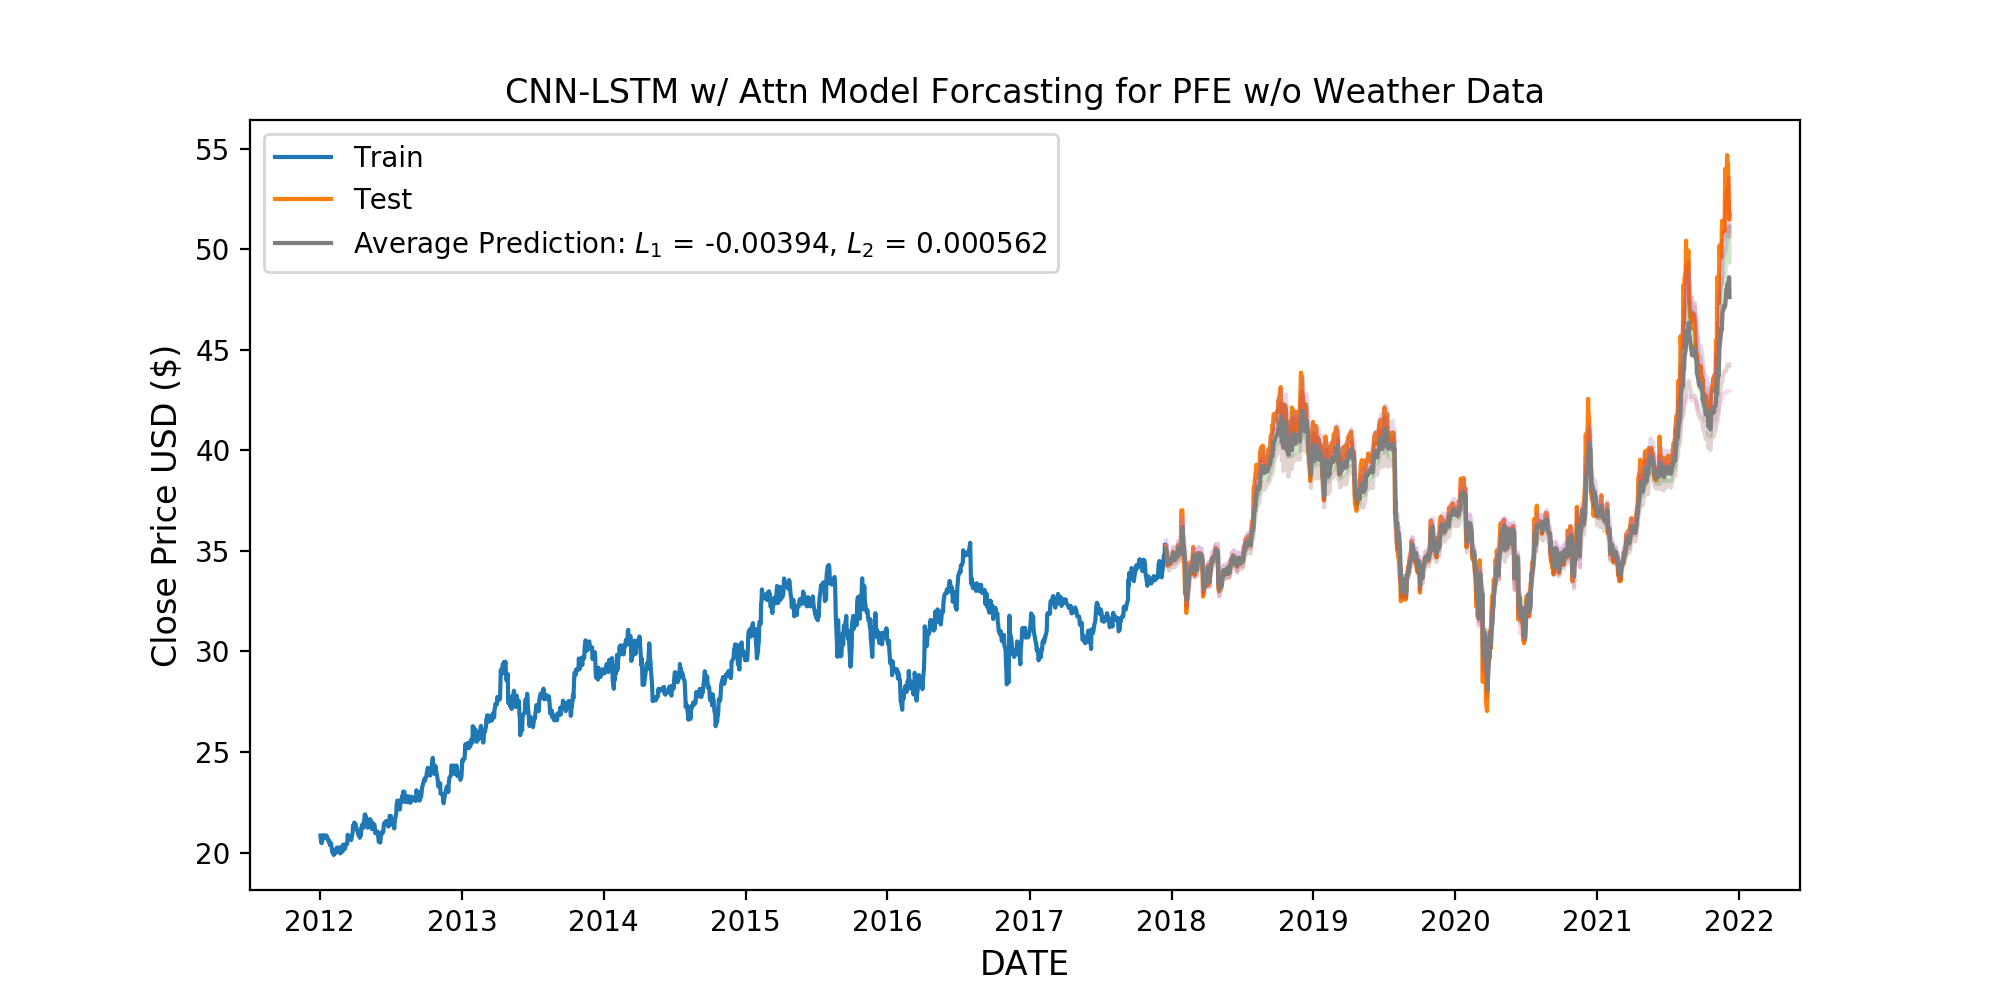 CNN-LSTM w/ Attn Model Forcasting for PFE w/o Weather Data
Train
Test
Average Prediction: L₁ = -0.00394, L₂ = 0.000562
Close Price USD ($)
55
50
45
40
35
30
25
20
2012 2013 2014 2015 2016 2017 2018 2019 2020 2021 2022
DATE